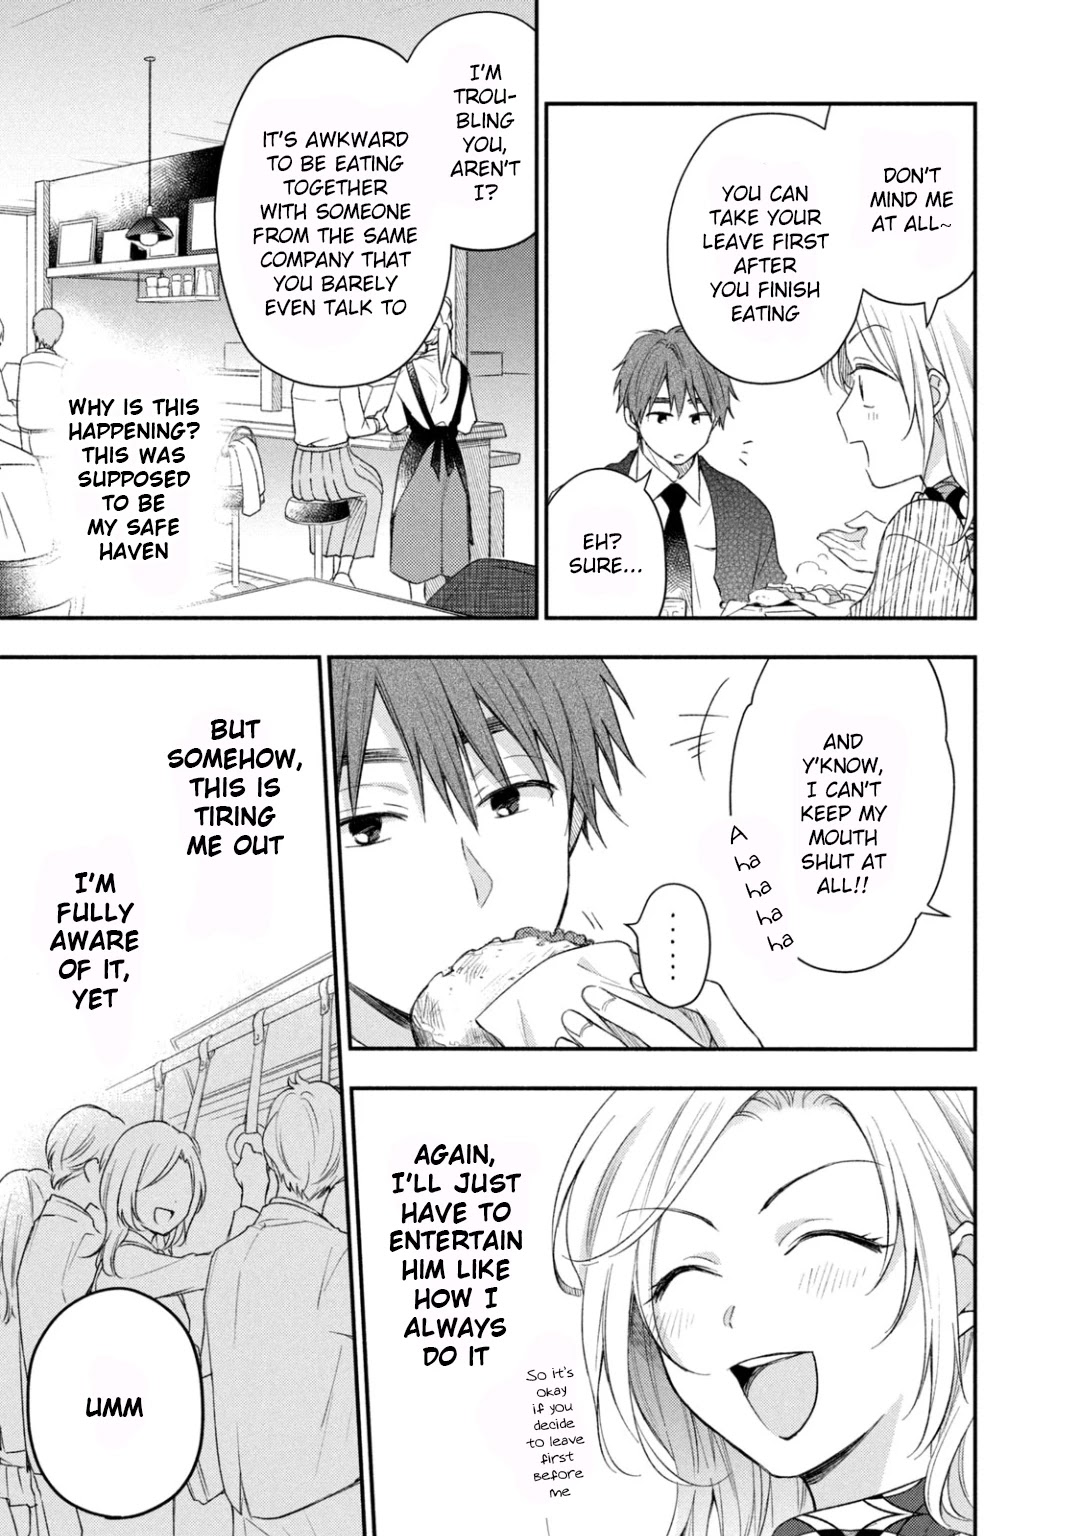 DON'T
MIND ME
AT ALL~
YOU CAN
TAKE YOUR
LEAVE FIRST
AFTER
YOU FINISH
EATING
EH?
SURE...
I'M
TROU-
BLING
YOU,
AREN'T
I?
IT'S AWKWARD
TO BE EATING
TOGETHER
WITH SOMEONE
FROM THE SAME
COMPANY THAT
YOU BARELY
EVEN TALK TO
WHY IS THIS
HAPPENING?
THIS WAS
SUPPOSED
TO BE
MY SAFE
HAVEN
AND
Y'KNOW,
I CAN'T
KEEP MY
MOUTH
SHUT AT
ALL!!
A
ha
ha
ha
ha
......
AGAIN,
I'LL JUST
HAVE TO
ENTERTAIN
HIM LIKE
HOW I
ALWAYS
DO IT
So it's
okay
if you
decide
to leave
first
before
me
BUT
SOMEHOW,
THIS IS
TIRING
ME OUT
I'M
FULLY
AWARE
OF IT,
YET
UMM